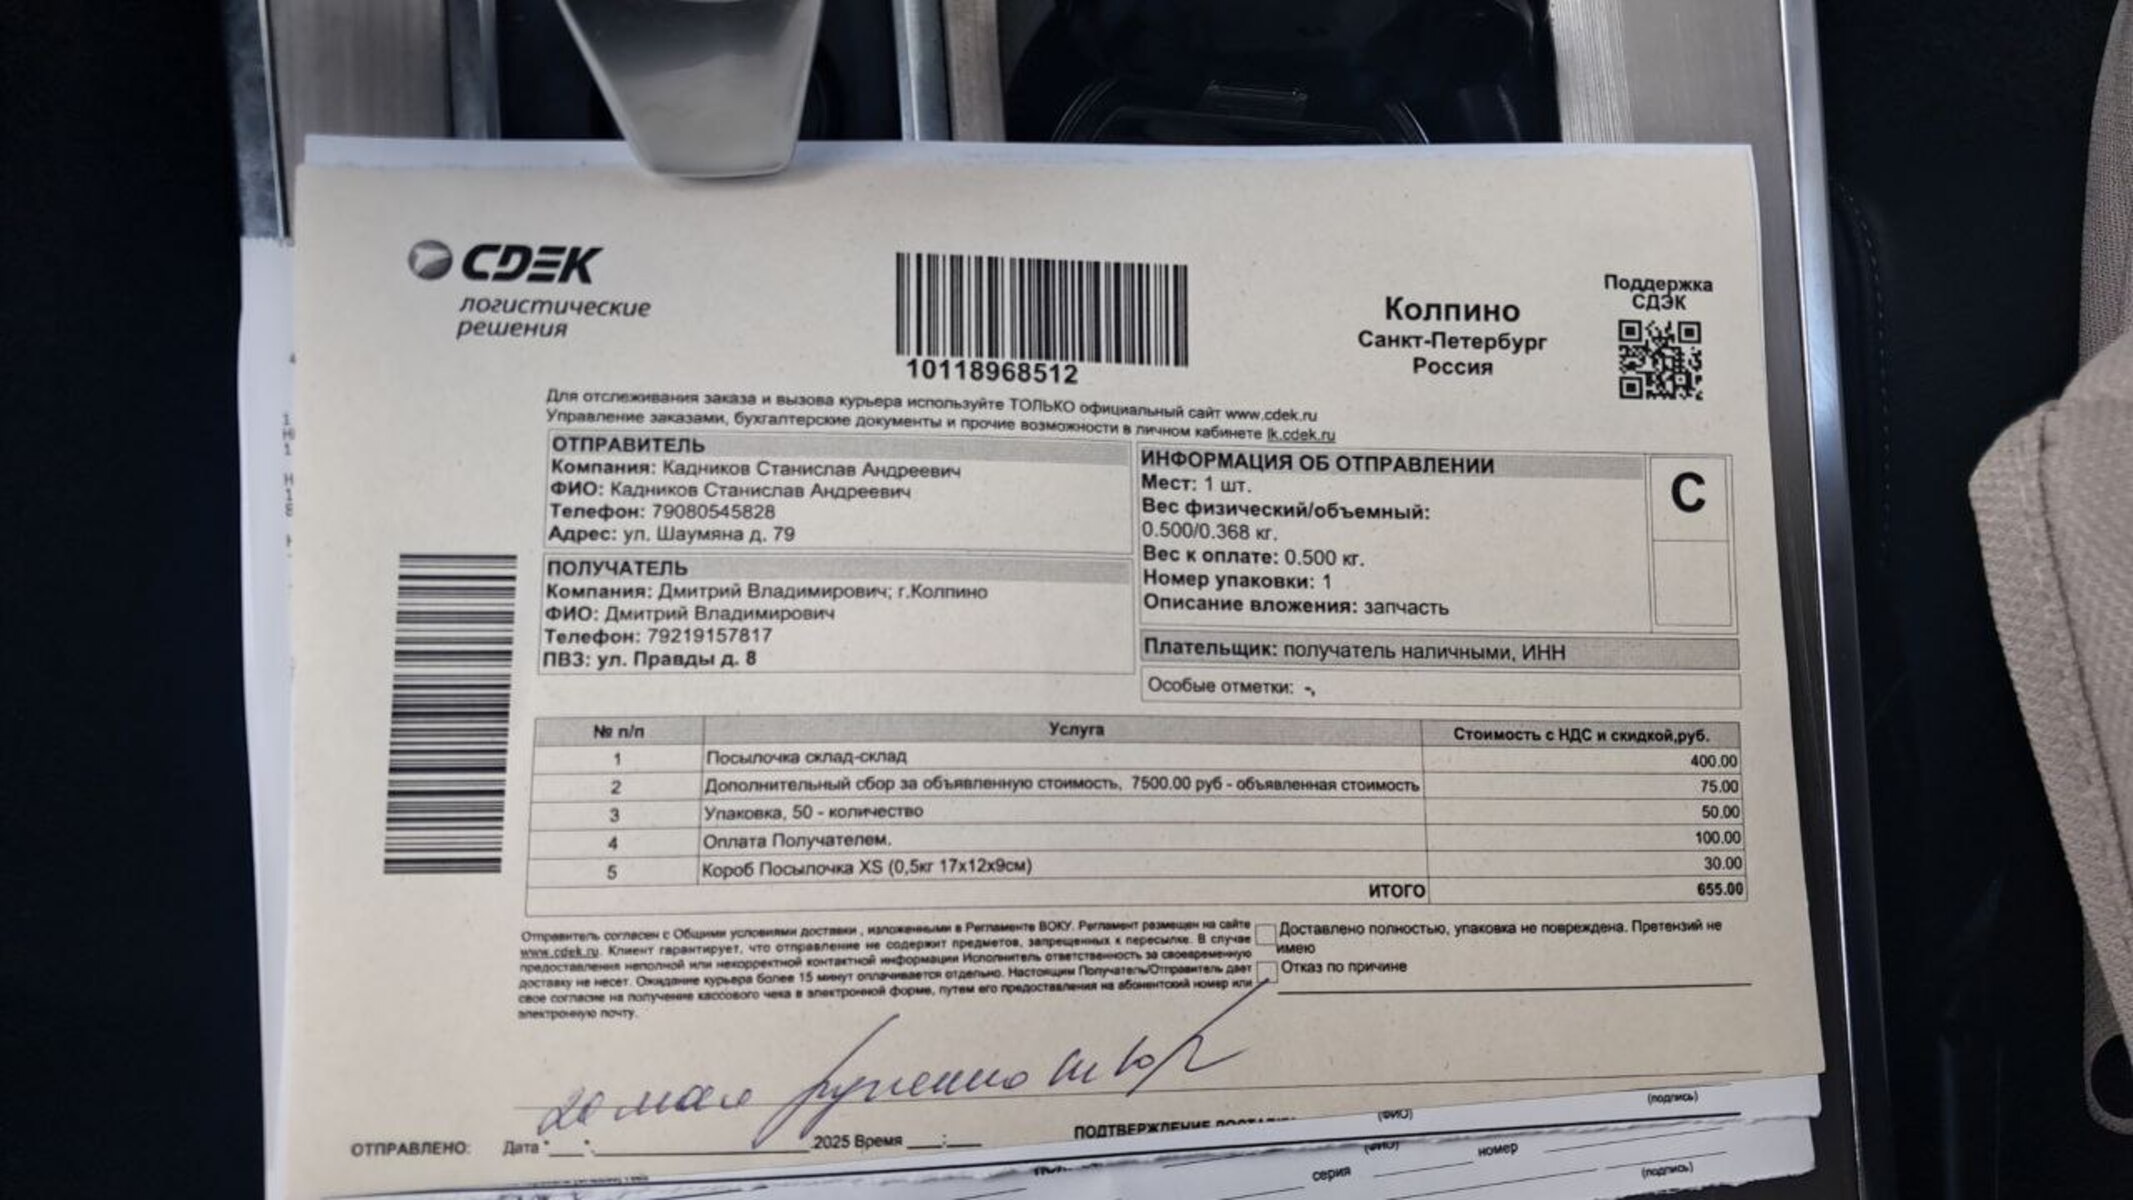 CDEK
логистические
решения
10118968512
Колпино
Санкт-Петербург
Россия
Поддержка
СДЭК
Для отслеживания заказа и вызова курьера используйте ТОЛЬКО официальный сайт www.cdek.ru
Управление заказами, бухгалтерские документы и прочие возможности в личном кабинете lk.cdek.ru
ОТПРАВИТЕЛЬ
Компания: Кадников Станислав Андреевич
ФИО: Кадников Станислав Андреевич
Телефон: 79080545828
Адрес: ул. Шаумяна д. 79
ПОЛУЧАТЕЛЬ
Компания: Дмитрий Владимирович; г.Колпино
ФИО: Дмитрий Владимирович
Телефон: 79219157817
ПВЗ: ул. Правды д. 8
ИНФОРМАЦИЯ ОБ ОТПРАВЛЕНИИ
Мест: 1 шт.
Вес физический/объемный:
0.500/0.368 кг.
Вес к оплате: 0.500 кг.
Номер упаковки: 1
Описание вложения: запчасть
C
Плательщик: получатель наличными, ИНН
Особые отметки: -,
№ п/п Услуга Стоимость с НДС и скидкой,руб.
1 Посылочка склад-склад 400.00
2 Дополнительный сбор за объявленную стоимость, 7500.00 руб - объявленная стоимость 75.00
3 Упаковка, 50 - количество 50.00
4 Оплата Получателем. 100.00
5 Короб Посылочка XS (0,5кг 17х12х9см) 30.00
ИТОГО 655.00
Отправитель согласен с Общими условиями доставки , изложенными в Регламенте ВОКУ. Регламент размещен на сайте
www.cdek.ru. Клиент гарантирует, что отправление не содержит предметов, запрещенных к пересылке. В случае
предоставления неполной или некорректной контактной информации Исполнитель ответственность за своевременную
доставку не несет. Ожидание курьера более 15 минут оплачивается отдельно. Настоящим Получатель/Отправитель дает
свое согласие на получение кассового чека в электронной форме, путем его предоставления на абонентский номер или
электронную почту.
Доставлено полностью, упаковка не повреждена. Претензий не
имею
Отказ по причине
20 мая
ОТПРАВЛЕНО: Дата "___". 2025 Время ___:___
ПОДТВЕРЖДЕНИЕ
(ФИО)
(подпись)
(ФИО)
серия
номер
(подпись)